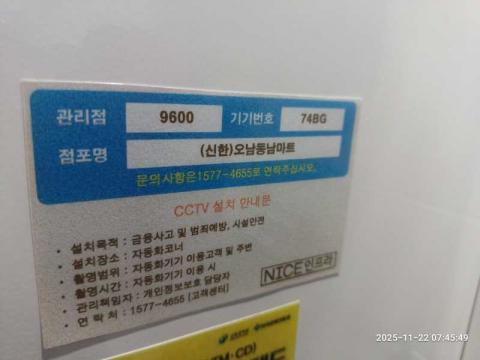 관리점 9600 기기번호 74BG
점포명 (신한)오남동남마트
문의사항은1577-4655로 연락주십시오.
CCTV 설치 안내문
• 설치목적 : 금융사고 및 범죄예방, 시설안전
• 설치장소 : 자동화코너
• 촬영범위 : 자동화기기 이용고객 및 주변
• 촬영시간 : 자동화기기 이용 시
• 관리책임자 : 개인정보보호 담당자
• 연 락 처 : 1577-4655 (고객센터)
NICE인프라
CD)
2025-11-22 07:45:49